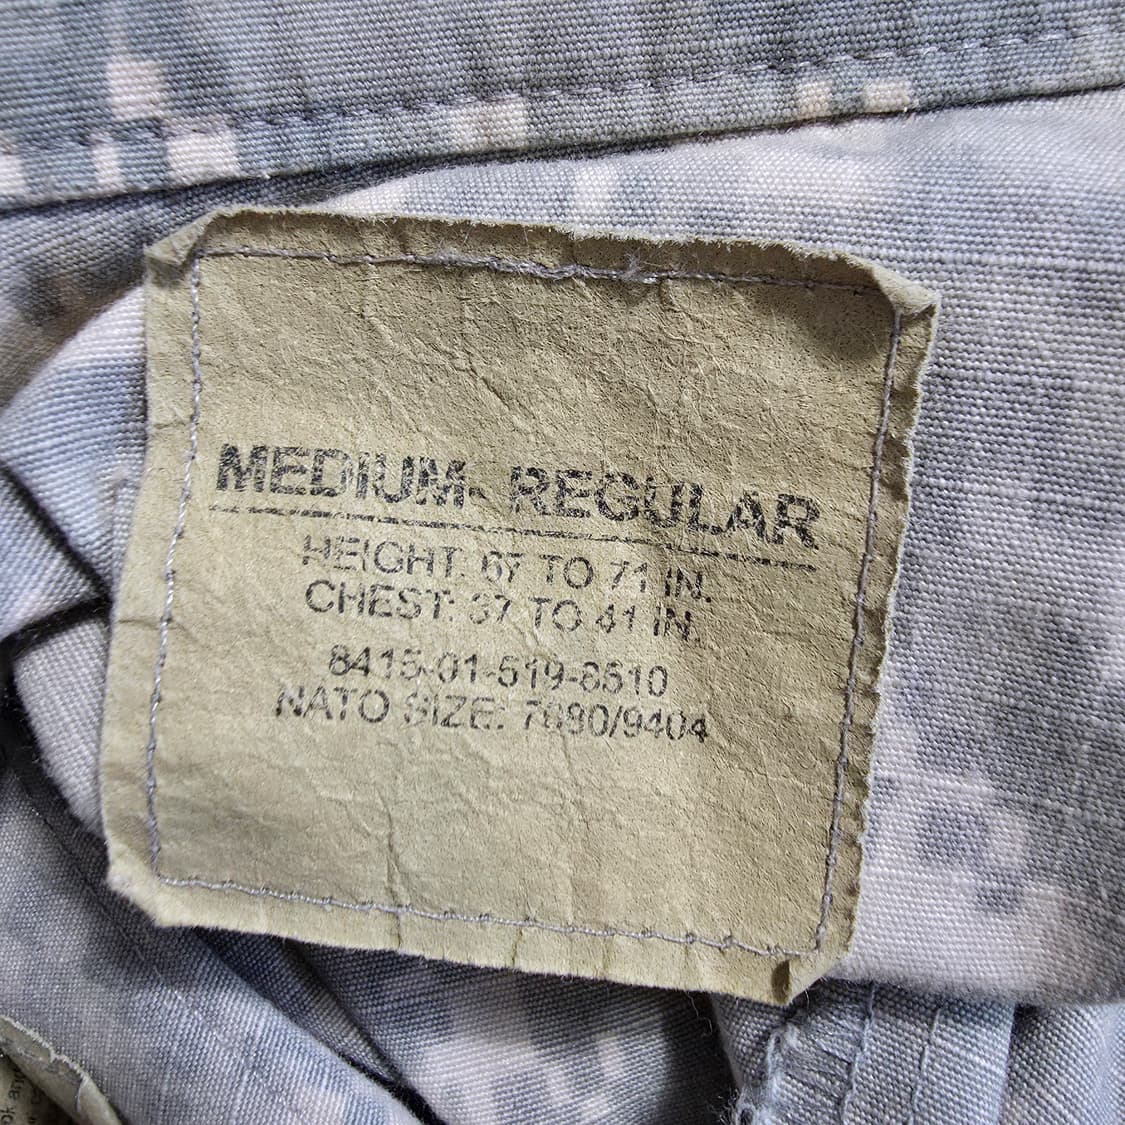 MEDIUM- REGULAR
HEIGHT: 67 TO 71 IN.
CHEST: 37 TO 41 IN.
8415-01-519-8510
NATO SIZE: 7080/9404